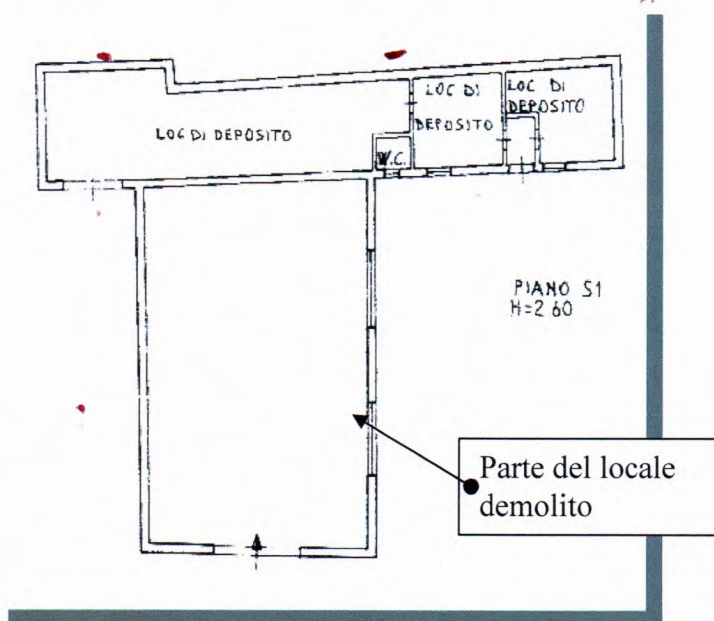 LOC DI
DEPOSITO
LOC DI
DEPOSITO
LOC DI DEPOSITO
W.C.
PIANO S1
H=2 60
Parte del locale
demolito